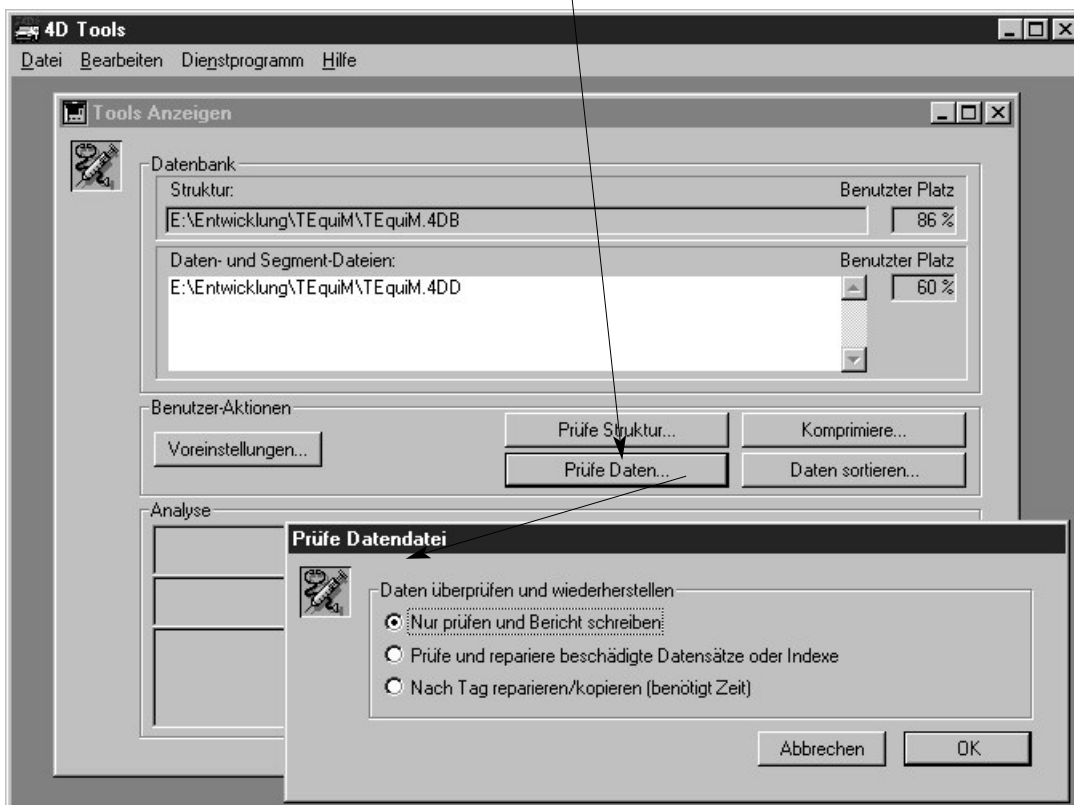 4D Tools
Datei Bearbeiten Dienstprogramm Hilfe
Tools Anzeigen
Datenbank
Struktur: Benutzter Platz
E:\Entwicklung\TEquiM\TEquiM.4DB 86 %
Daten- und Segment-Dateien: Benutzter Platz
E:\Entwicklung\TEquiM\TEquiM.4DD 60 %
Benutzer-Aktionen
Voreinstellungen...
Prüfe Struktur... Komprimiere...
Prüfe Daten... Daten sortieren...
Analyse
Prüfe Datendatei
Daten überprüfen und wiederherstellen
Nur prüfen und Bericht schreiben
Prüfe und repariere beschädigte Datensätze oder Indexe
Nach Tag reparieren/kopieren (benötigt Zeit)
Abbrechen OK